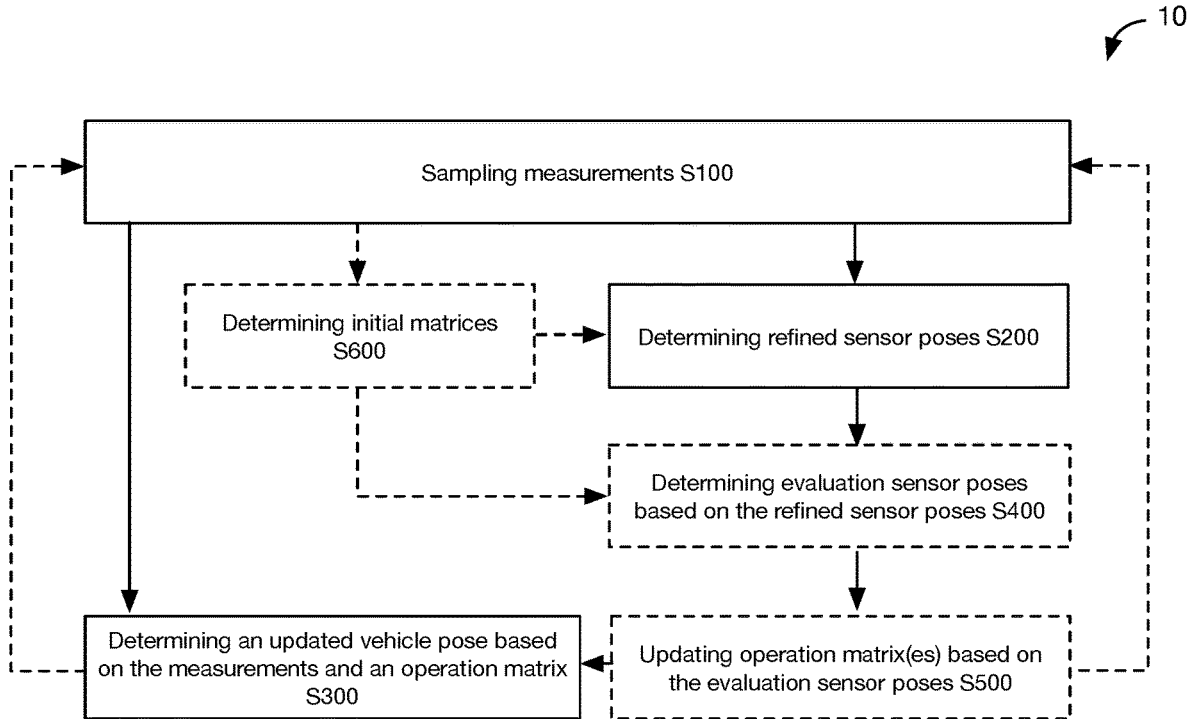 10
Sampling measurements S100
Determining initial matrices
S600
Determining refined sensor poses S200
Determining evaluation sensor poses
based on the refined sensor poses S400
Determining an updated vehicle pose based
on the measurements and an operation matrix
S300
Updating operation matrix(es) based on
the evaluation sensor poses S500